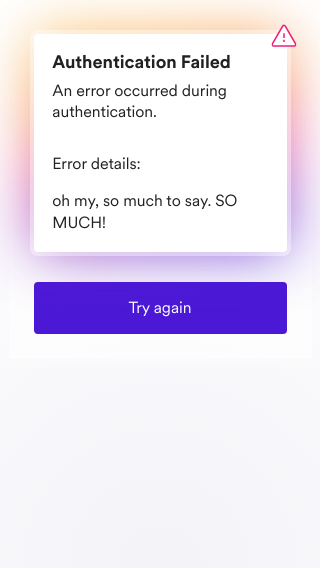 Authentication Failed
An error occurred during
authentication.
Error details:
oh my, so much to say. SO
MUCH!
Try again